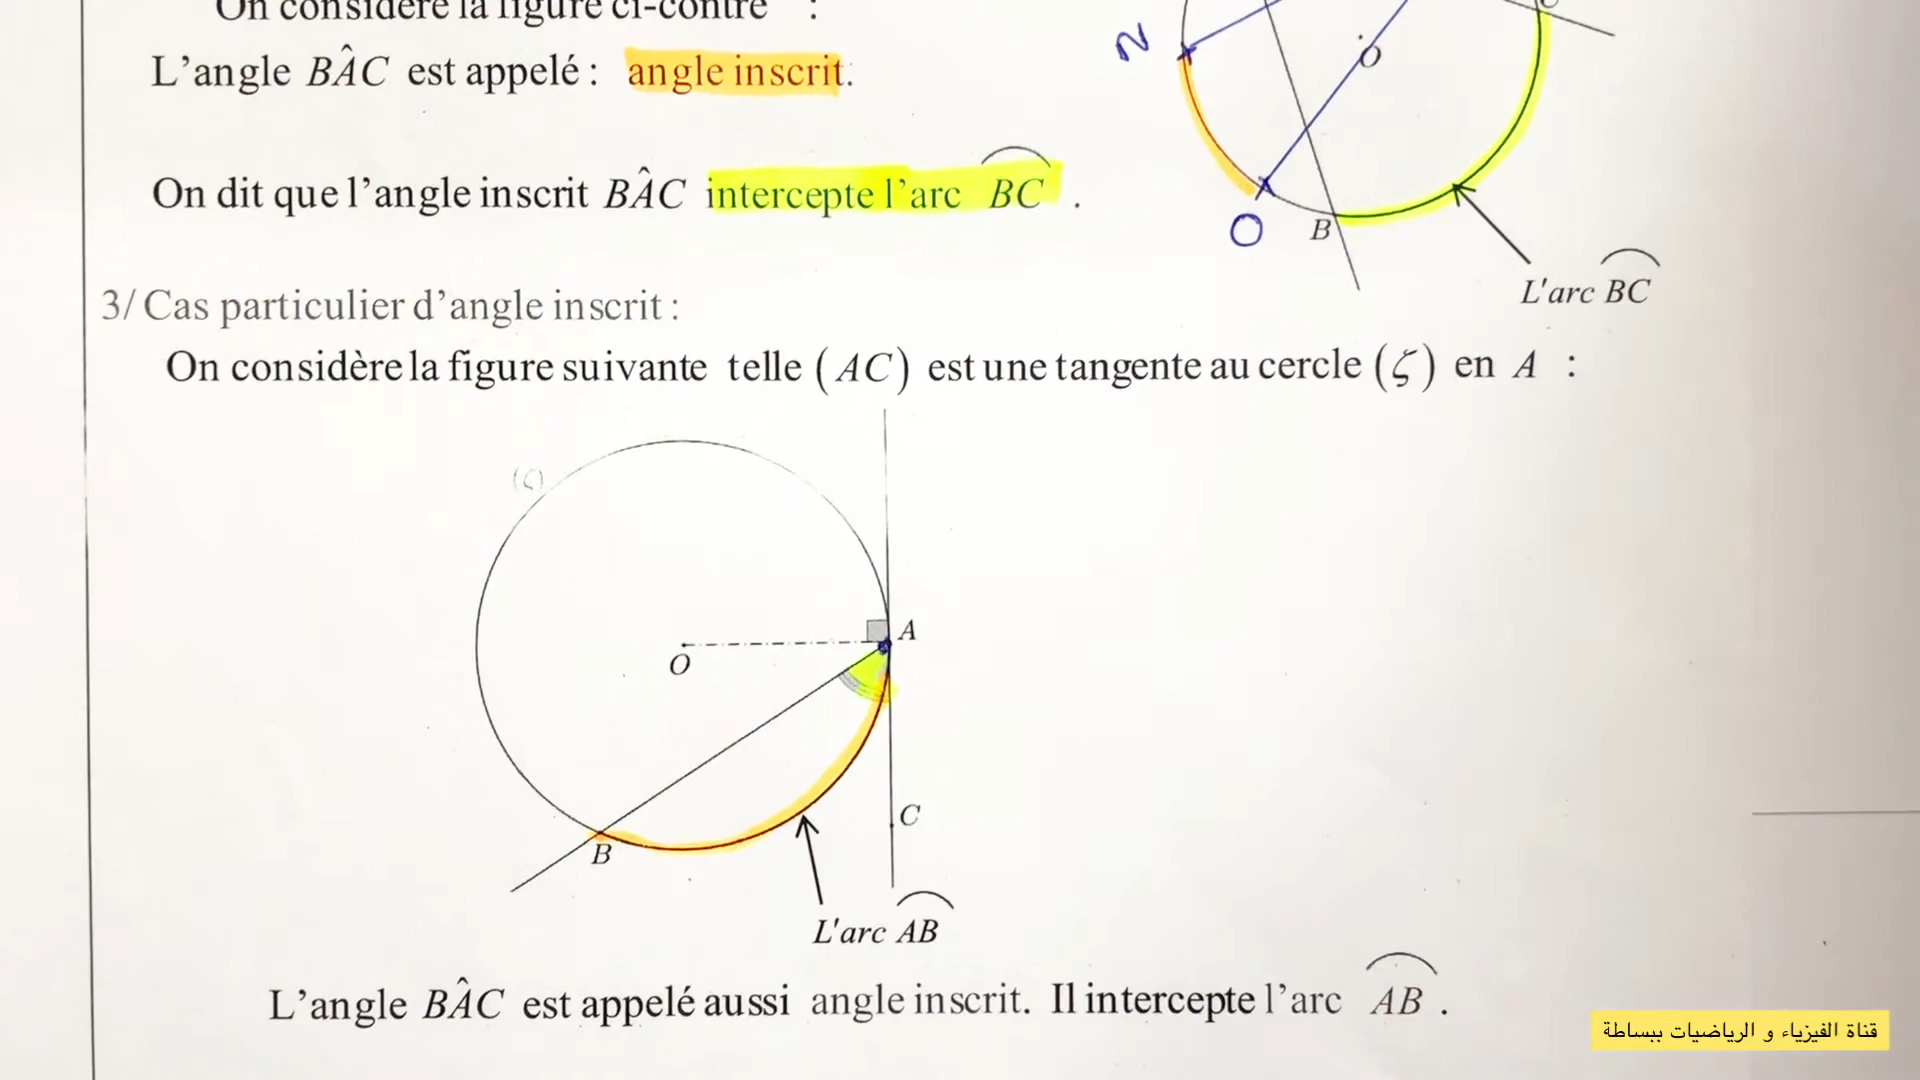 On considère la figure ci-contre :
L'angle BÂC est appelé : angle inscrit.
On dit que l'angle inscrit BÂC intercepte l'arc BC .
N
O
O
B
C
L'arc BC
3/ Cas particulier d'angle inscrit :
On considère la figure suivante telle (AC) est une tangente au cercle (ζ) en A :
(ζ)
A
O
C
B
L'arc AB
L'angle BÂC est appelé aussi angle inscrit. Il intercepte l'arc AB .
قناة الفيزياء و الرياضيات ببساطة